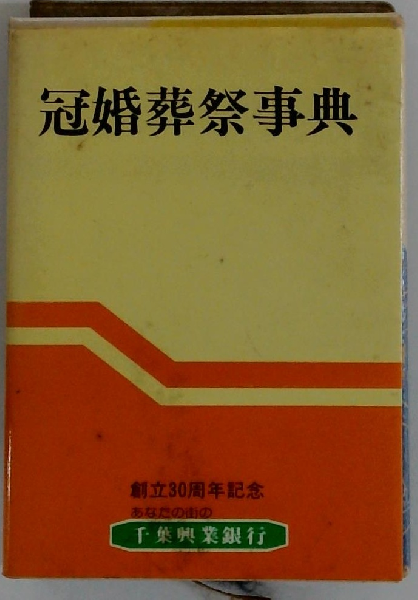 冠婚葬祭事典
創立30周年記念
あなたの街の
千葉興業銀行